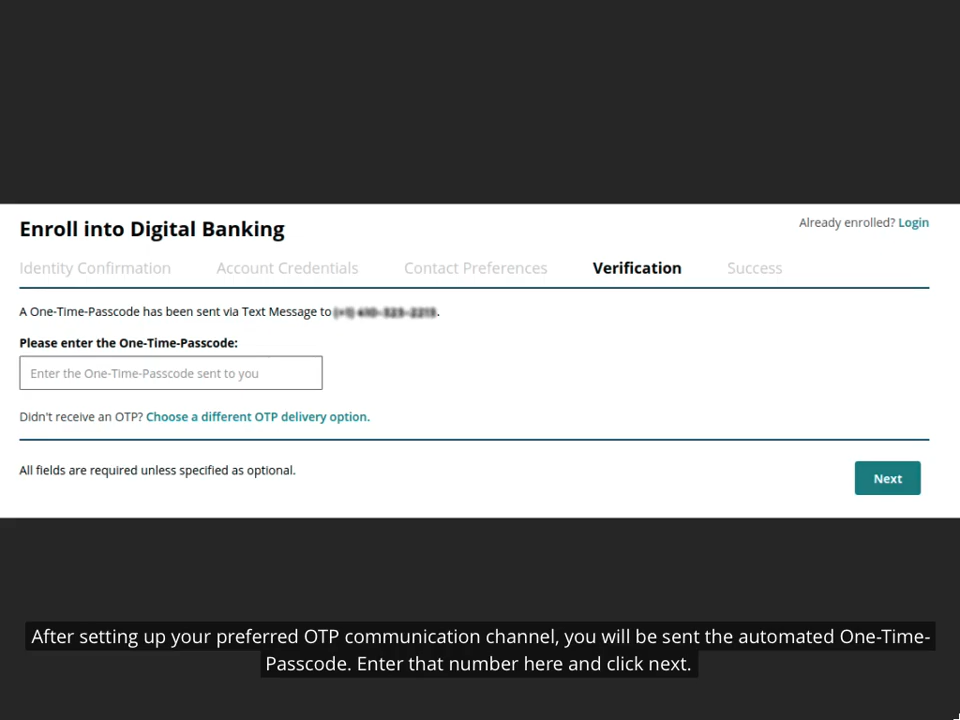 Enroll into Digital Banking
Already enrolled? Login
Identity Confirmation Account Credentials Contact Preferences Verification Success
A One-Time-Passcode has been sent via Text Message to
Please enter the One-Time-Passcode:
Enter the One-Time-Passcode sent to you
Didn't receive an OTP? Choose a different OTP delivery option.
All fields are required unless specified as optional.
Next
After setting up your preferred OTP communication channel, you will be sent the automated One-Time-
Passcode. Enter that number here and click next.